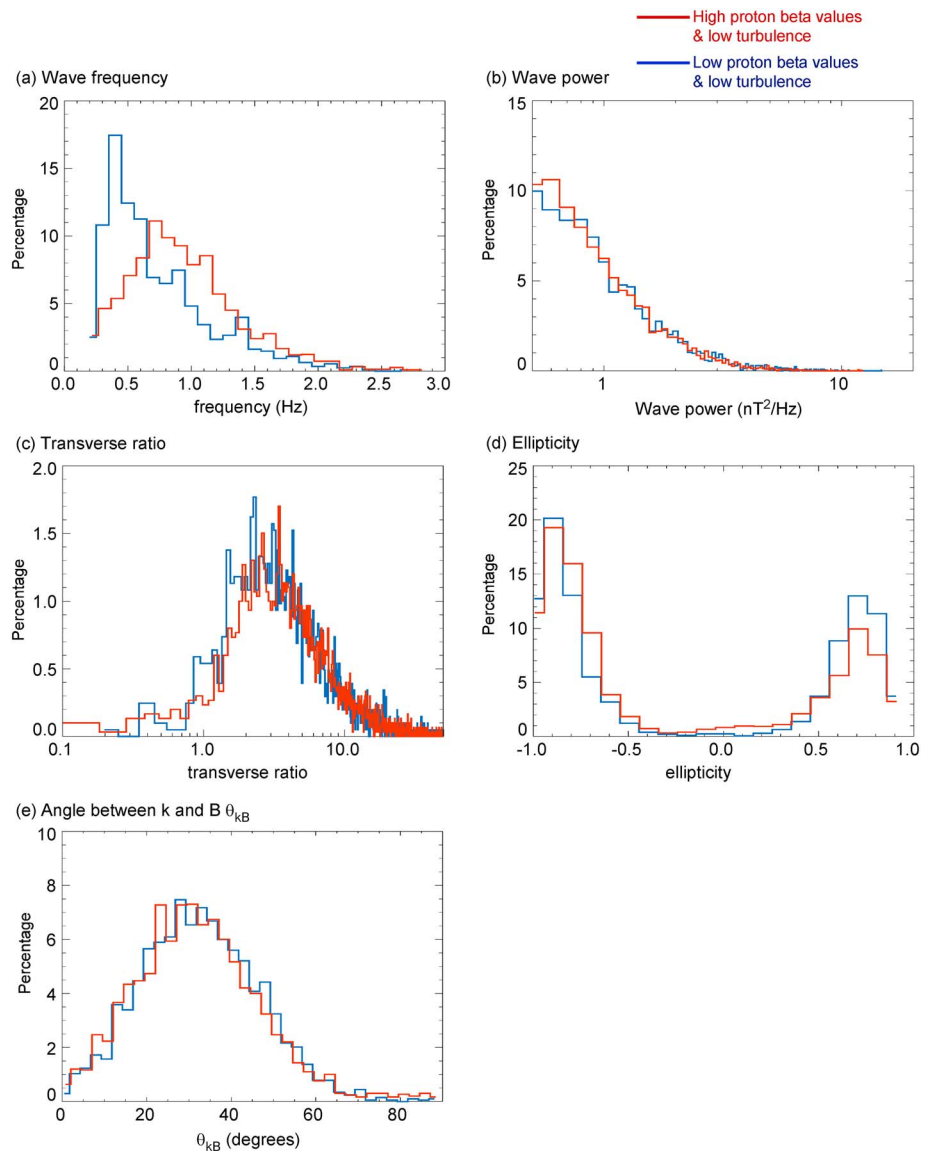 High proton beta values
& low turbulence
Low proton beta values
& low turbulence
(a) Wave frequency
20
15
10
5
0
Percentage
0.0 0.5 1.0 1.5 2.0 2.5 3.0
frequency (Hz)
(b) Wave power
15
10
5
0
Percentage
1 10
Wave power (nT²/Hz)
(c) Transverse ratio
2.0
1.5
1.0
0.5
0.0
Percentage
0.1 1.0 10.0
transverse ratio
(d) Ellipticity
25
20
15
10
5
0
Percentage
-1.0 -0.5 0.0 0.5 1.0
ellipticity
(e) Angle between k and B θkB
10
8
6
4
2
0
Percentage
0 20 40 60 80
θkB (degrees)